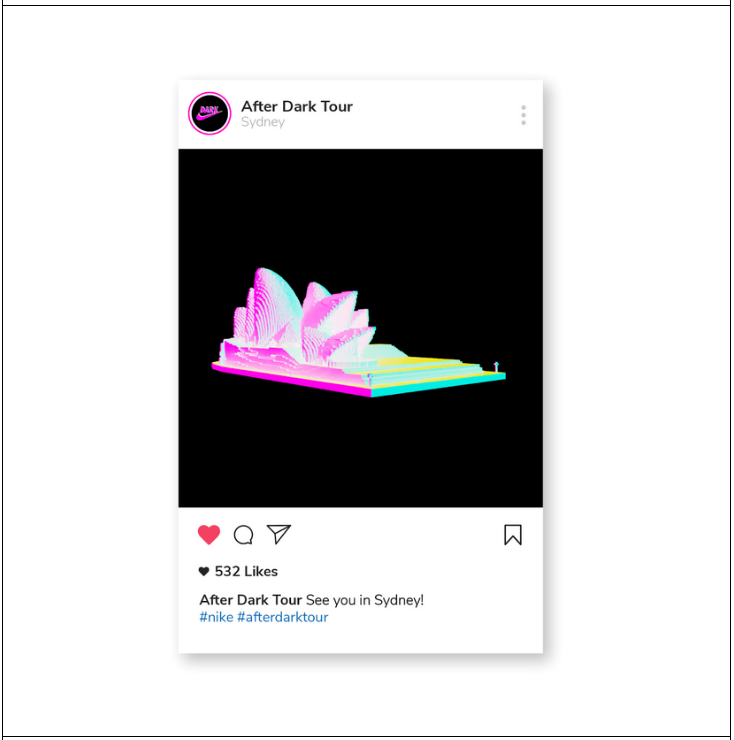 DARK
After Dark Tour
Sydney
532 Likes
After Dark Tour See you in Sydney!
#nike #afterdarktour